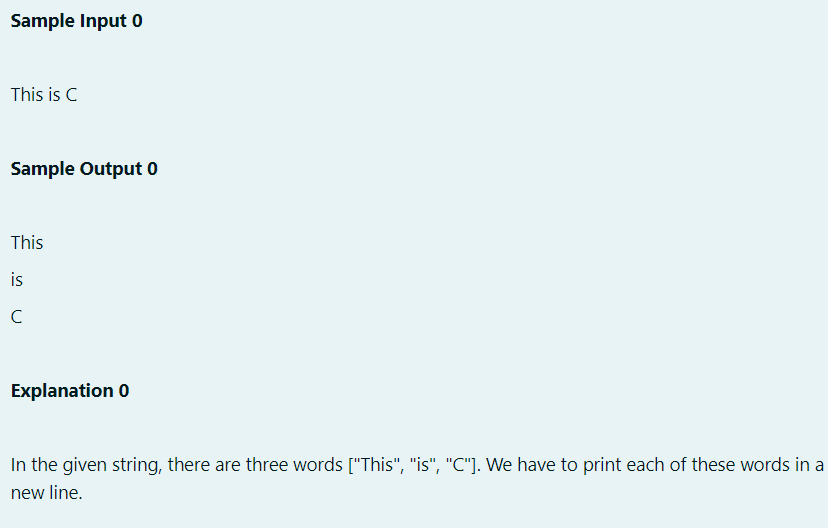 Sample Input 0
This is C
Sample Output 0
This
is
C
Explanation 0
In the given string, there are three words ["This", "is", "C"]. We have to print each of these words in a
new line.